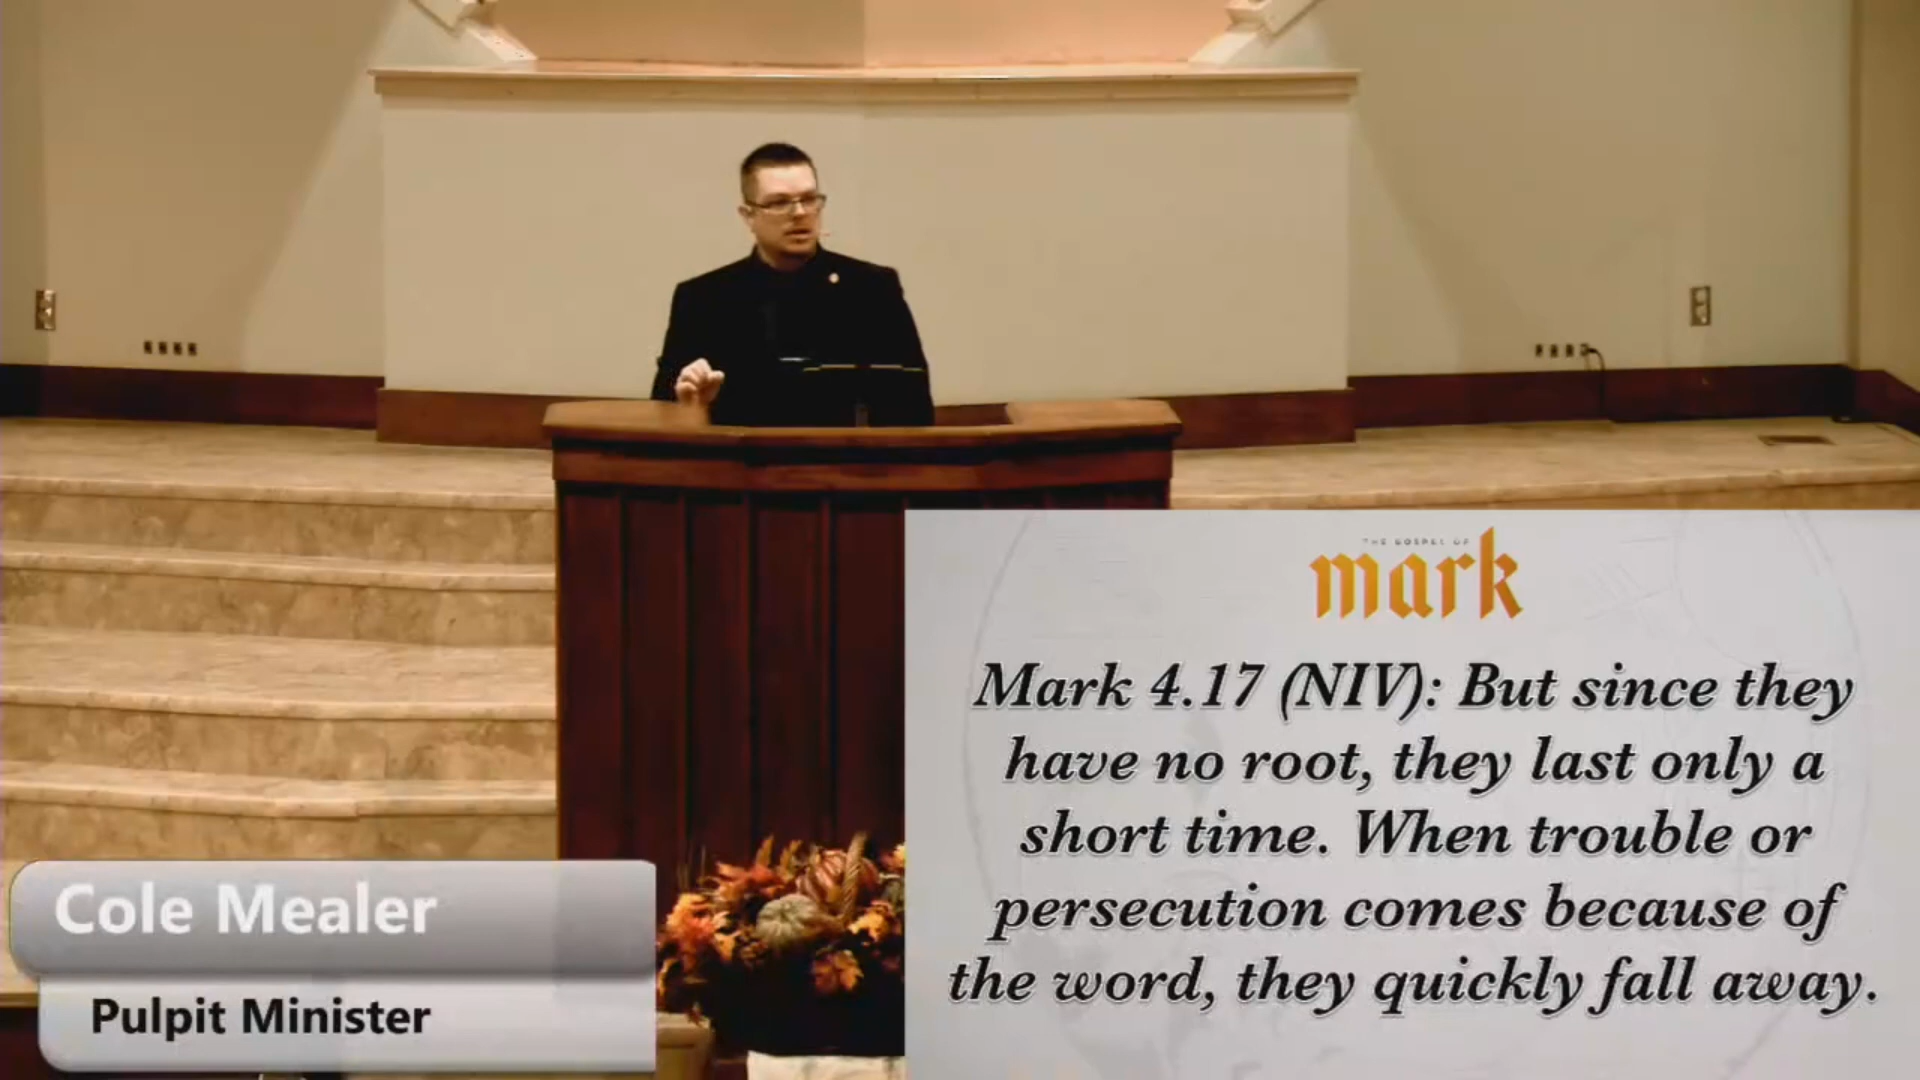 THE GOSPEL OF
mark
Mark 4.17 (NIV): But since they
have no root, they last only a
short time. When trouble or
persecution comes because of
the word, they quickly fall away.
Cole Mealer
Pulpit Minister